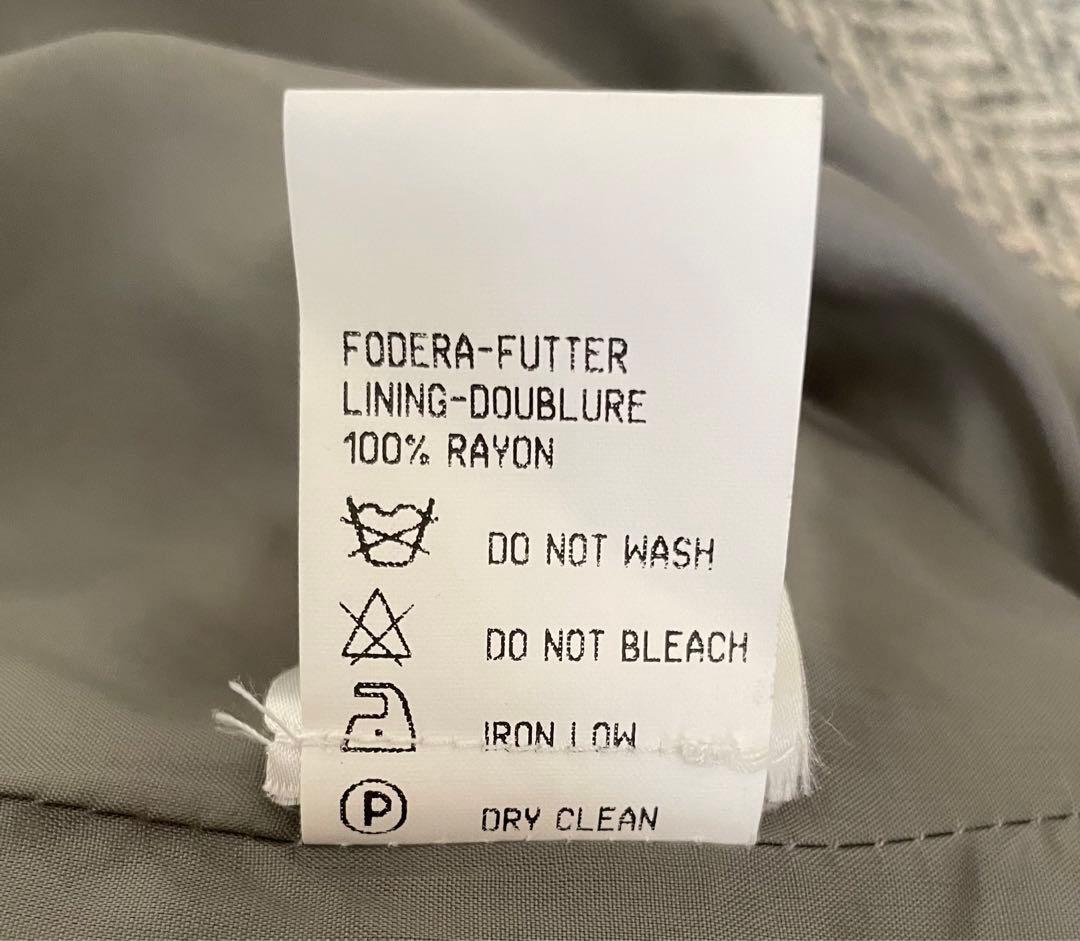 FODERA-FUTTER
LINING-DOUBLURE
100% RAYON
DO NOT WASH
DO NOT BLEACH
IRON LOW
P DRY CLEAN